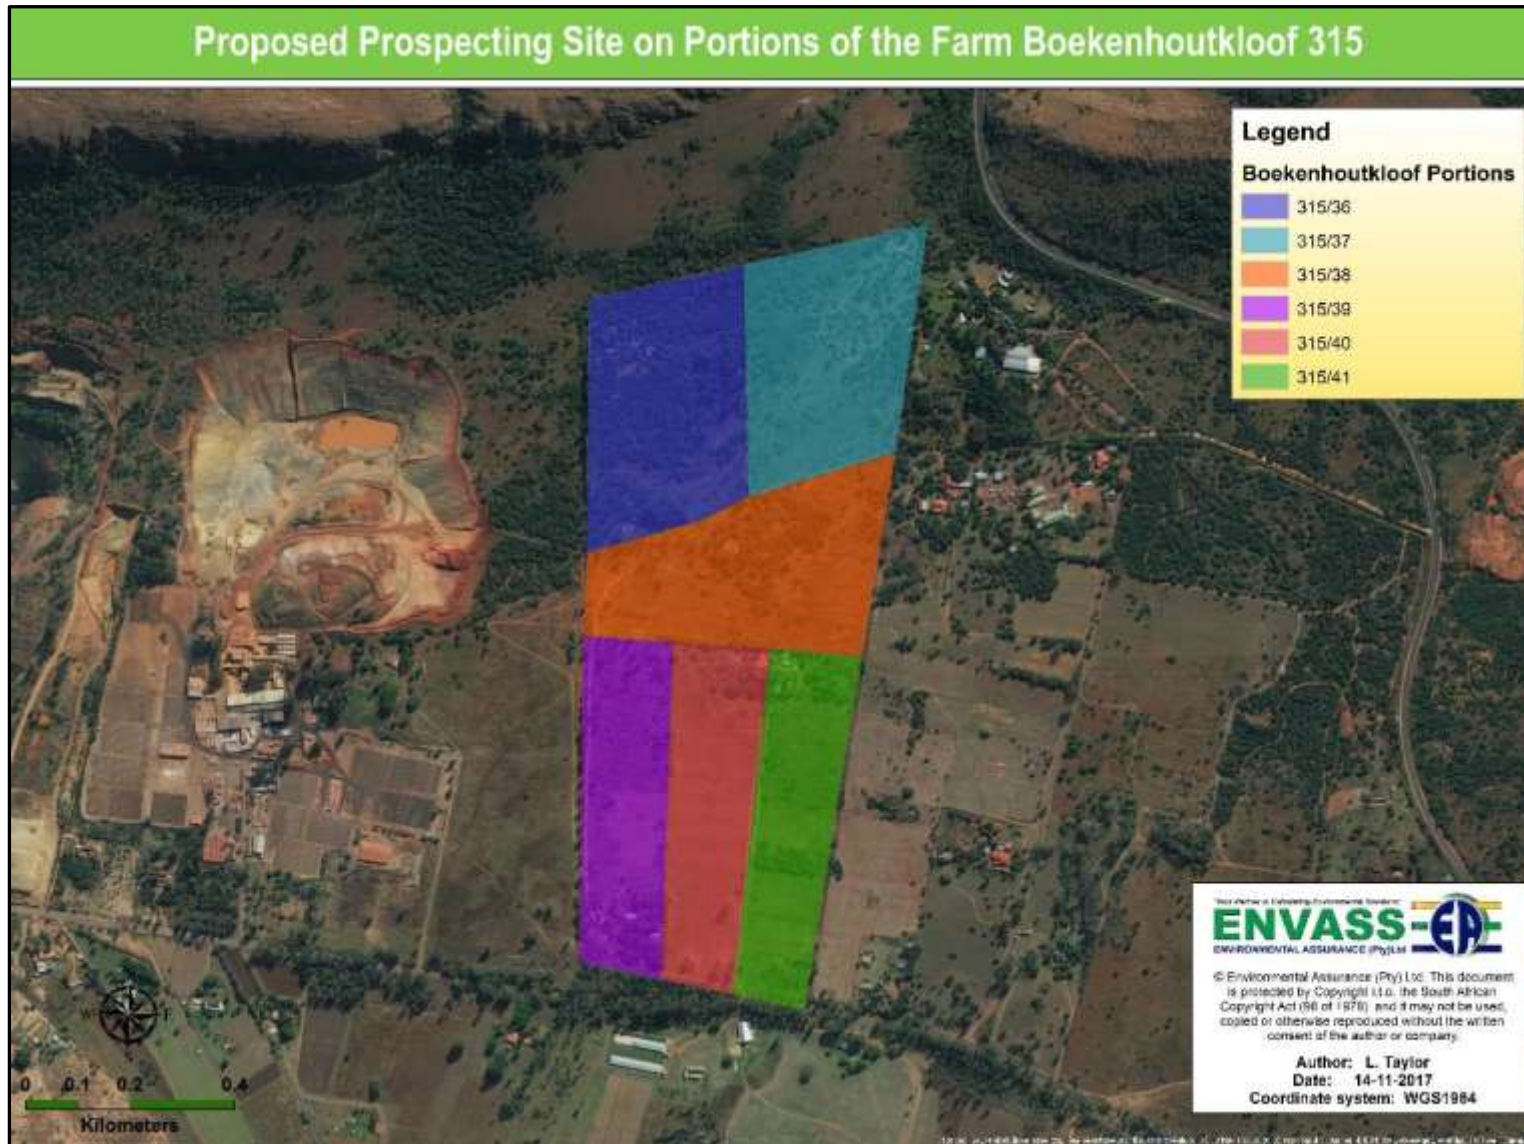 Proposed Prospecting Site on Portions of the Farm Boekenhoutkloof 315
Legend
Boekenhoutkloof Portions
315/36
315/37
315/38
315/39
315/40
315/41
ENVASS
ENVIRONMENTAL ASSURANCE (Pty)Ltd
EA
© Environmental Assurance (Pty) Ltd. This document
is protected by Copyright i.t.o. the South African
Copyright Act (98 of 1978) and it may not be used,
copied or otherwise reproduced without the written
consent of the author or company.
Author: L. Taylor
Date: 14-11-2017
Coordinate system: WGS1984
W E
0 0.1 0.2 0.4
Kilometers